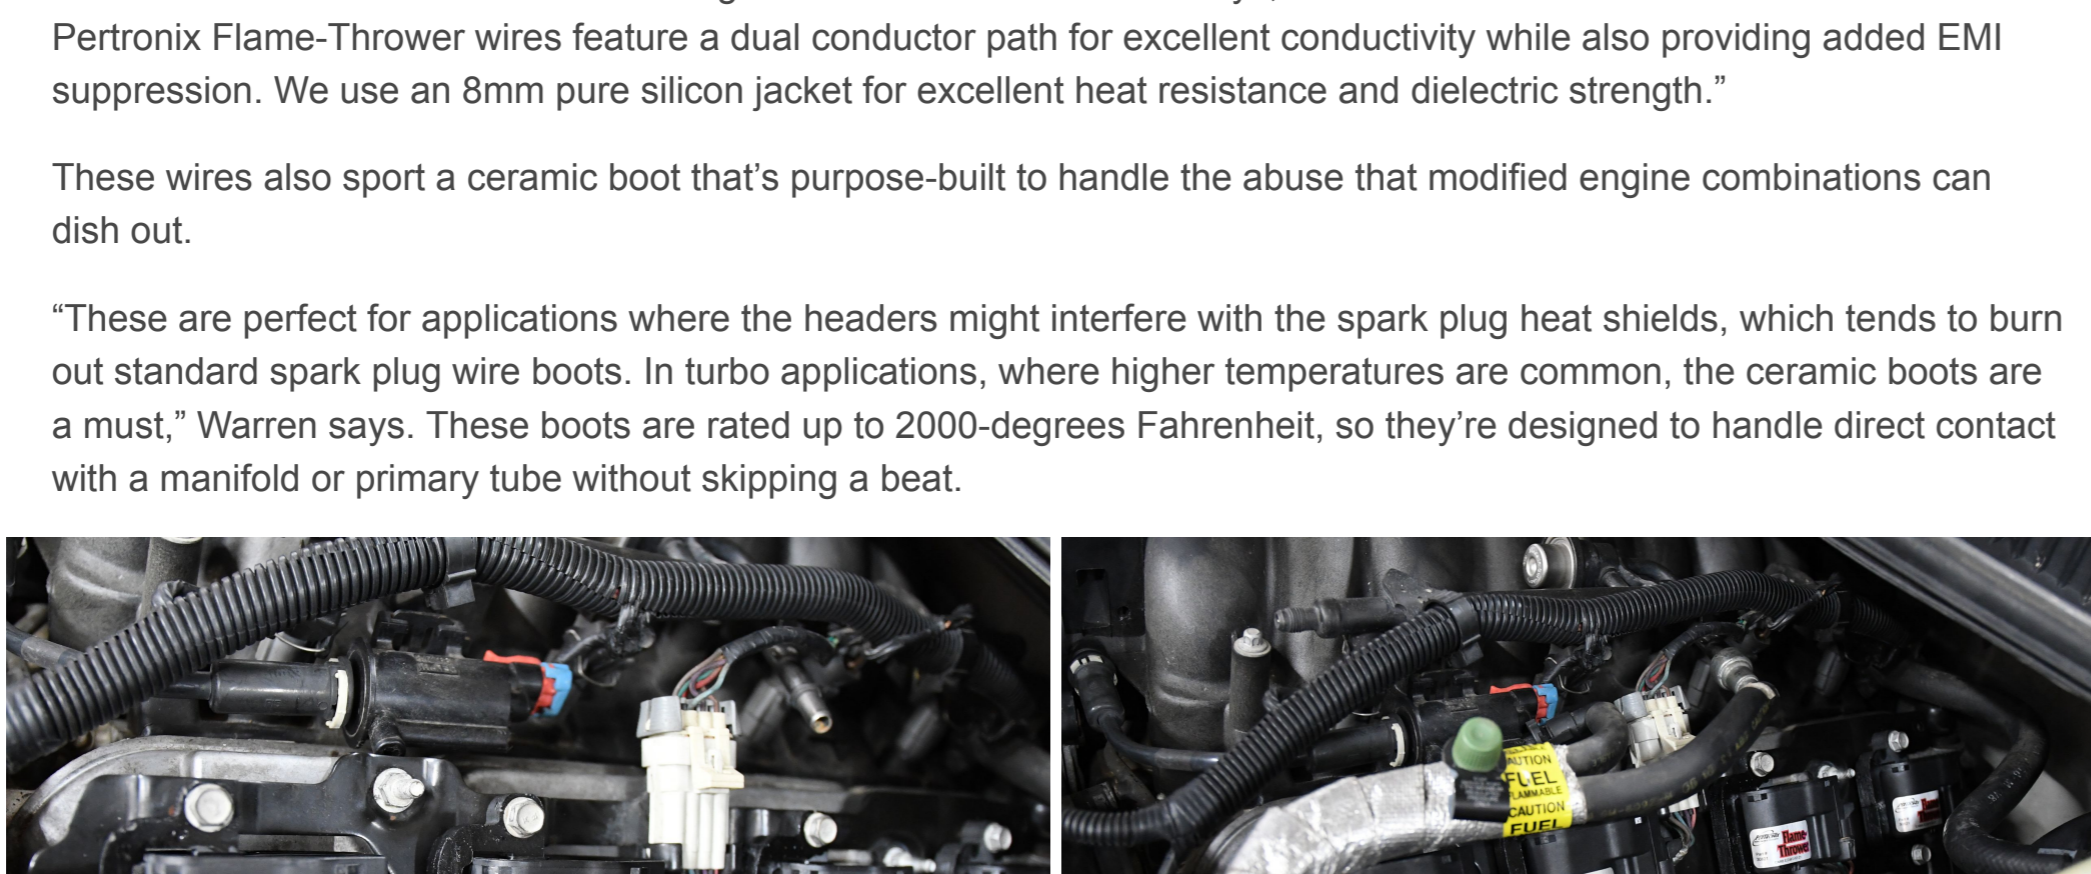 Pertronix Flame-Thrower wires feature a dual conductor path for excellent conductivity while also providing added EMI
suppression. We use an 8mm pure silicon jacket for excellent heat resistance and dielectric strength.”
These wires also sport a ceramic boot that’s purpose-built to handle the abuse that modified engine combinations can
dish out.
“These are perfect for applications where the headers might interfere with the spark plug heat shields, which tends to burn
out standard spark plug wire boots. In turbo applications, where higher temperatures are common, the ceramic boots are
a must,” Warren says. These boots are rated up to 2000-degrees Fahrenheit, so they’re designed to handle direct contact
with a manifold or primary tube without skipping a beat.
CAUTION
FUEL
FLAMMABLE
CAUTION
FUEL
Flame-
Thrower